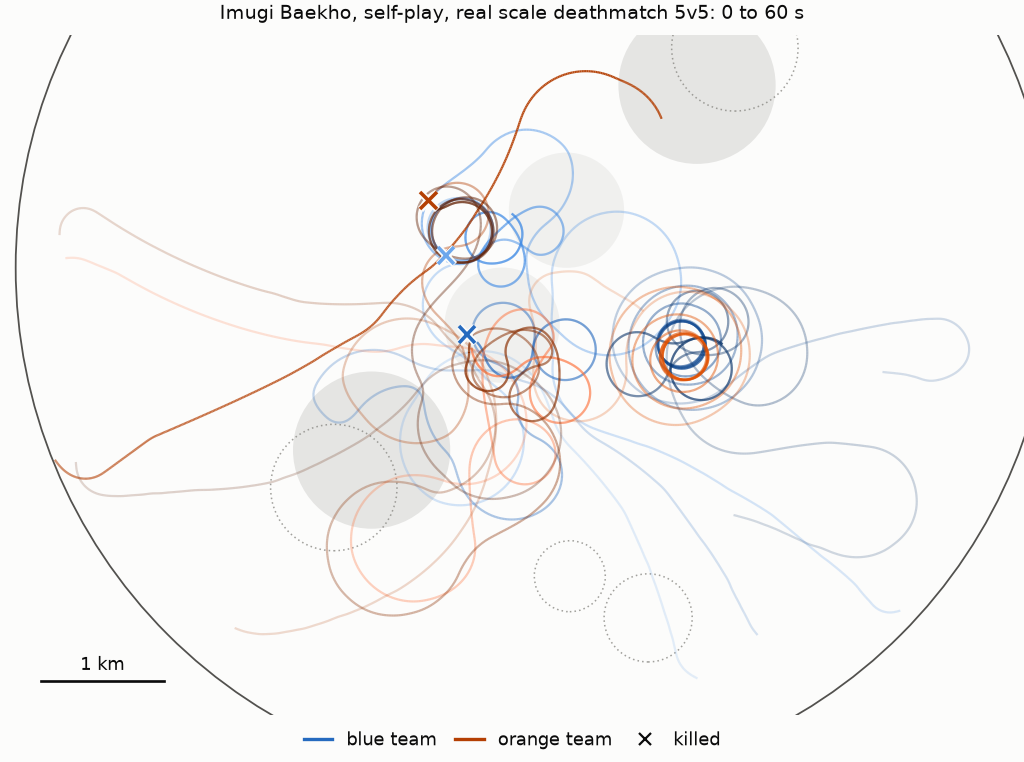 Imugi Baekho, self-play, real scale deathmatch 5v5: 0 to 60 s
1 km
blue team orange team killed